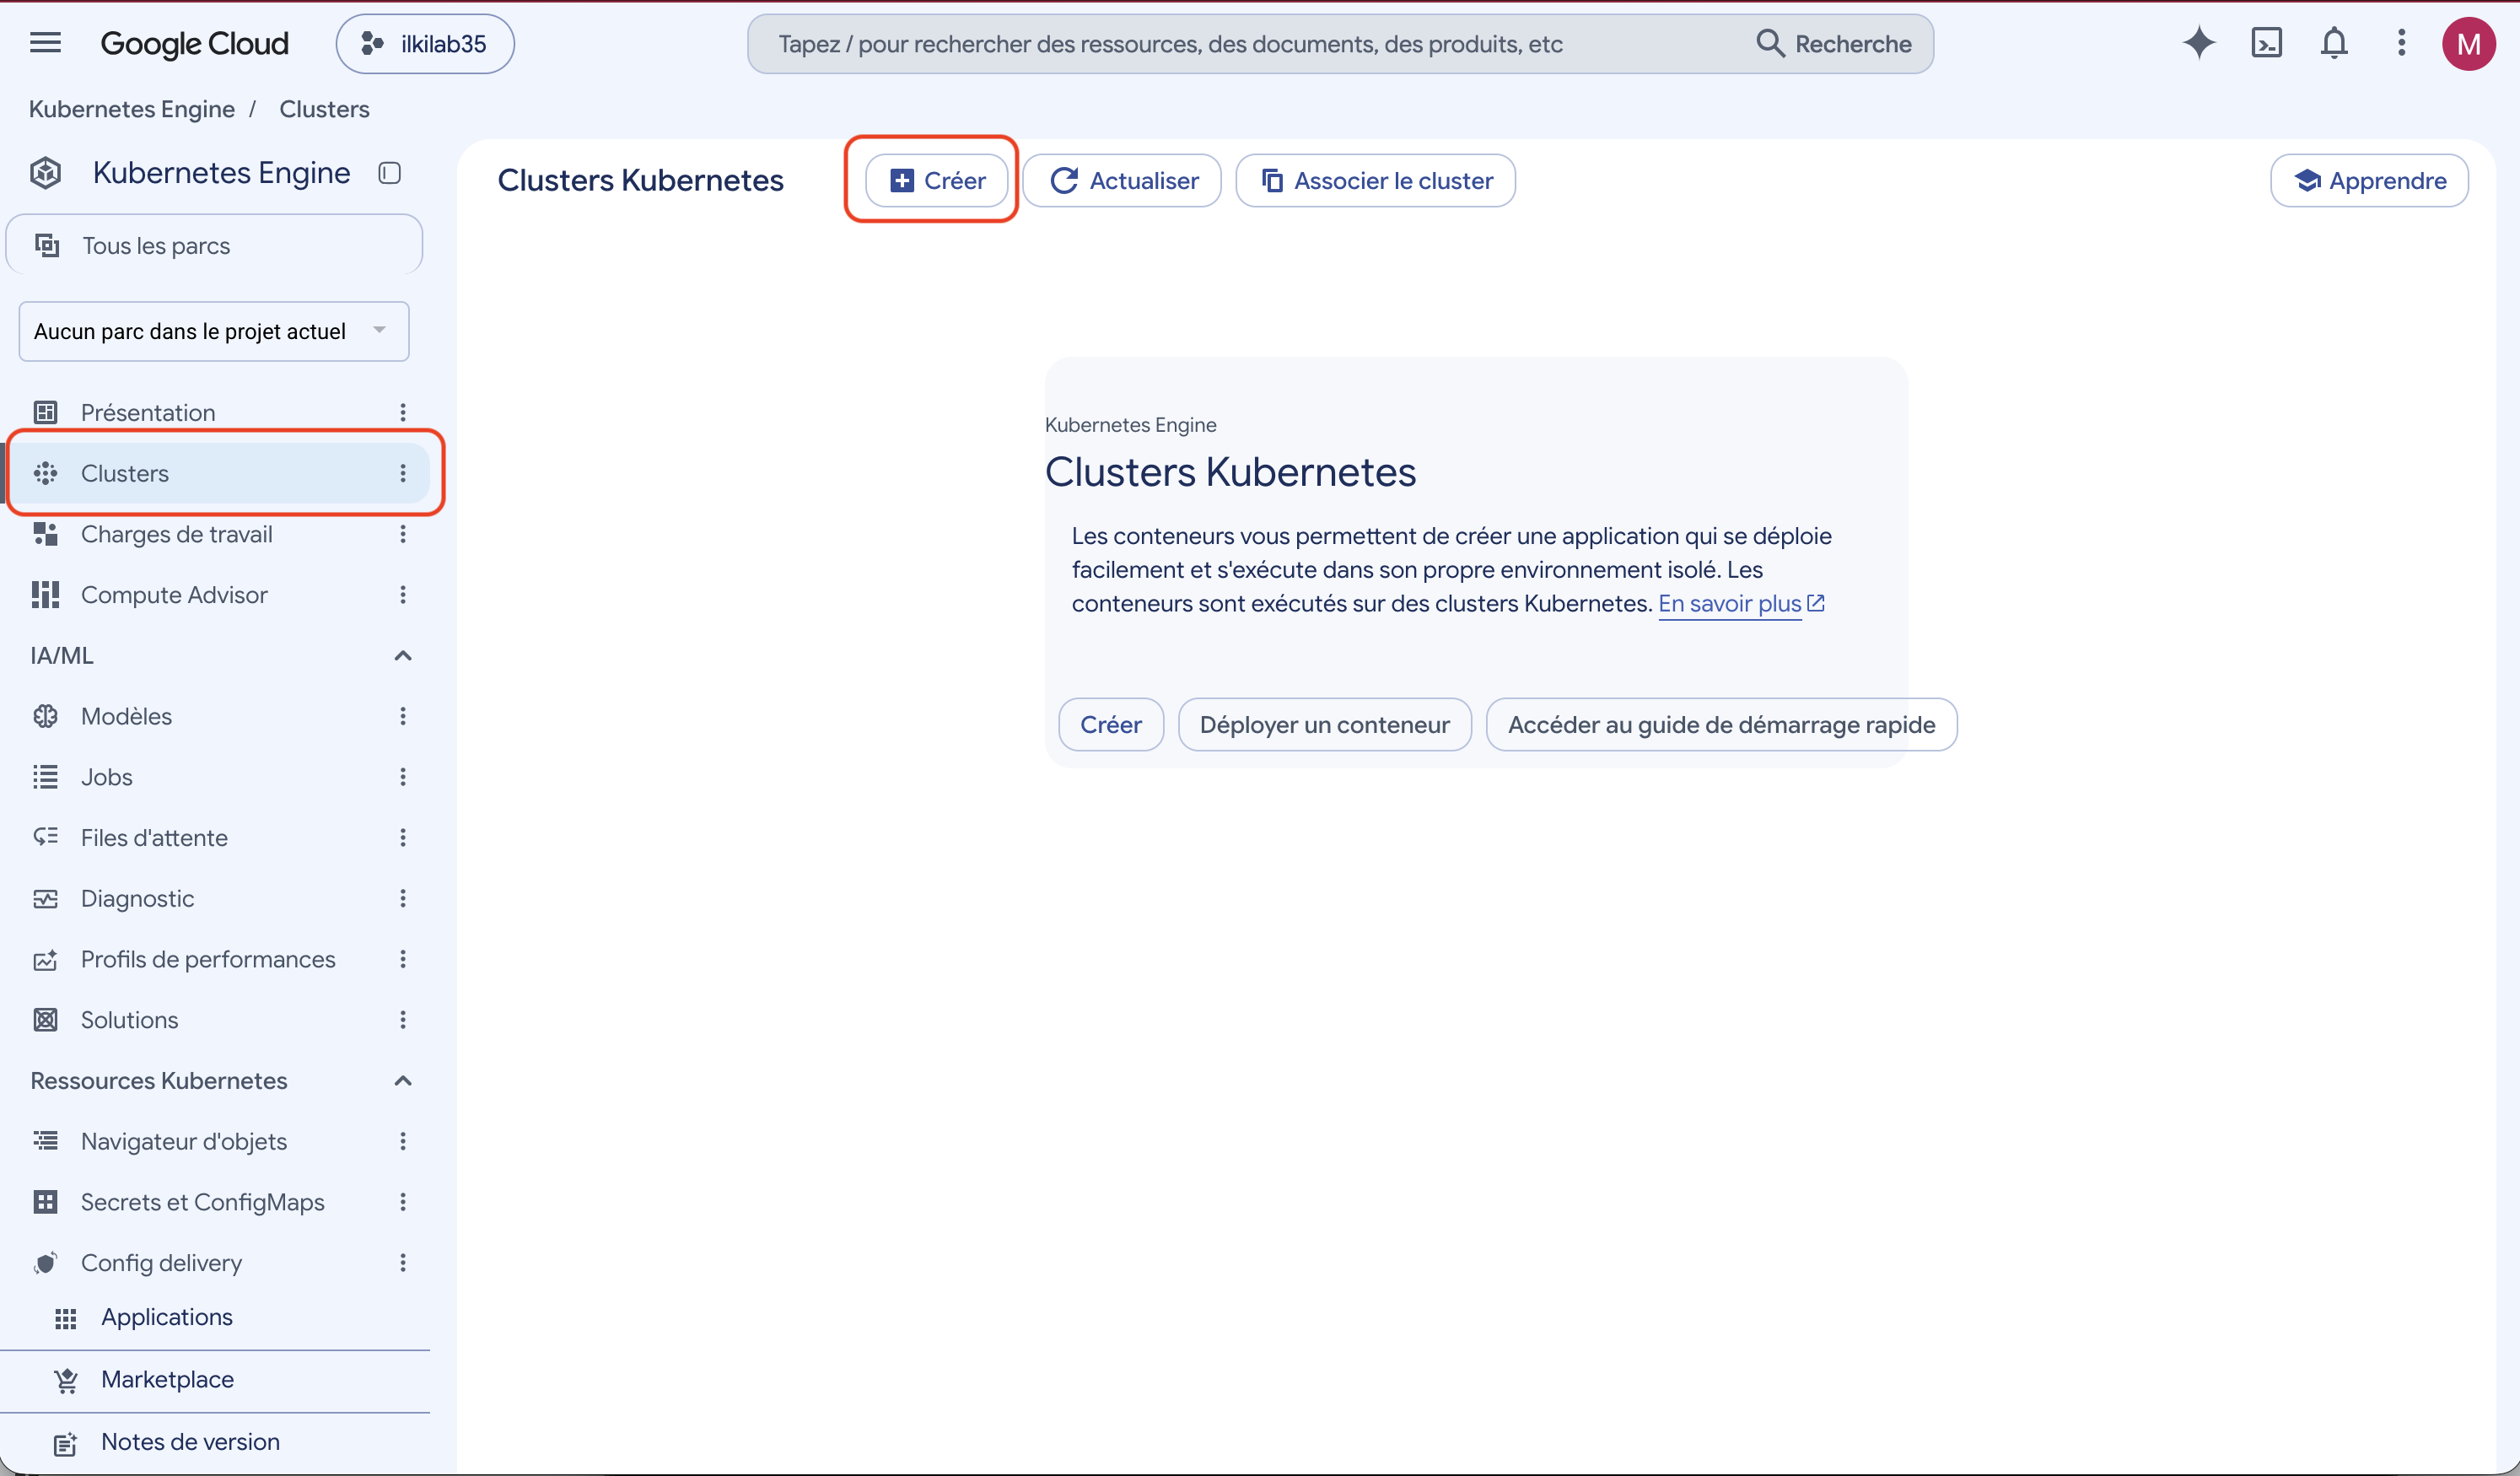 Google Cloud
ilkilab35
Tapez / pour rechercher des ressources, des documents, des produits, etc
Recherche
M
Kubernetes Engine / Clusters
Kubernetes Engine
Tous les parcs
Aucun parc dans le projet actuel
Présentation
Clusters
Charges de travail
Compute Advisor
IA/ML
Modèles
Jobs
Files d'attente
Diagnostic
Profils de performances
Solutions
Ressources Kubernetes
Navigateur d'objets
Secrets et ConfigMaps
Config delivery
Applications
Marketplace
Notes de version
Clusters Kubernetes
Créer
Actualiser
Associer le cluster
Apprendre
Kubernetes Engine
Clusters Kubernetes
Les conteneurs vous permettent de créer une application qui se déploie
facilement et s'exécute dans son propre environnement isolé. Les
conteneurs sont exécutés sur des clusters Kubernetes. En savoir plus
Créer
Déployer un conteneur
Accéder au guide de démarrage rapide